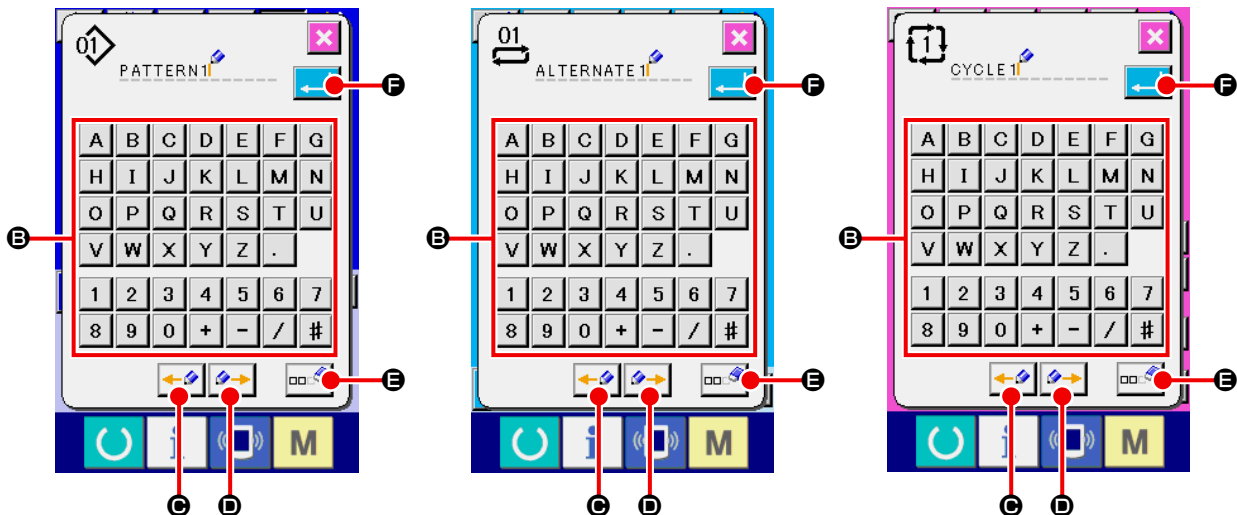 01
PATTERN1
F
A B C D E F G
H I J K L M N
O P Q R S T U
V W X Y Z .
1 2 3 4 5 6 7
8 9 0 + - / #
B
E
i M
C D
01
ALTERNATE1
F
A B C D E F G
H I J K L M N
O P Q R S T U
V W X Y Z .
1 2 3 4 5 6 7
8 9 0 + - / #
B
E
i M
C D
1
CYCLE1
F
A B C D E F G
H I J K L M N
O P Q R S T U
V W X Y Z .
1 2 3 4 5 6 7
8 9 0 + - / #
B
E
i M
C D